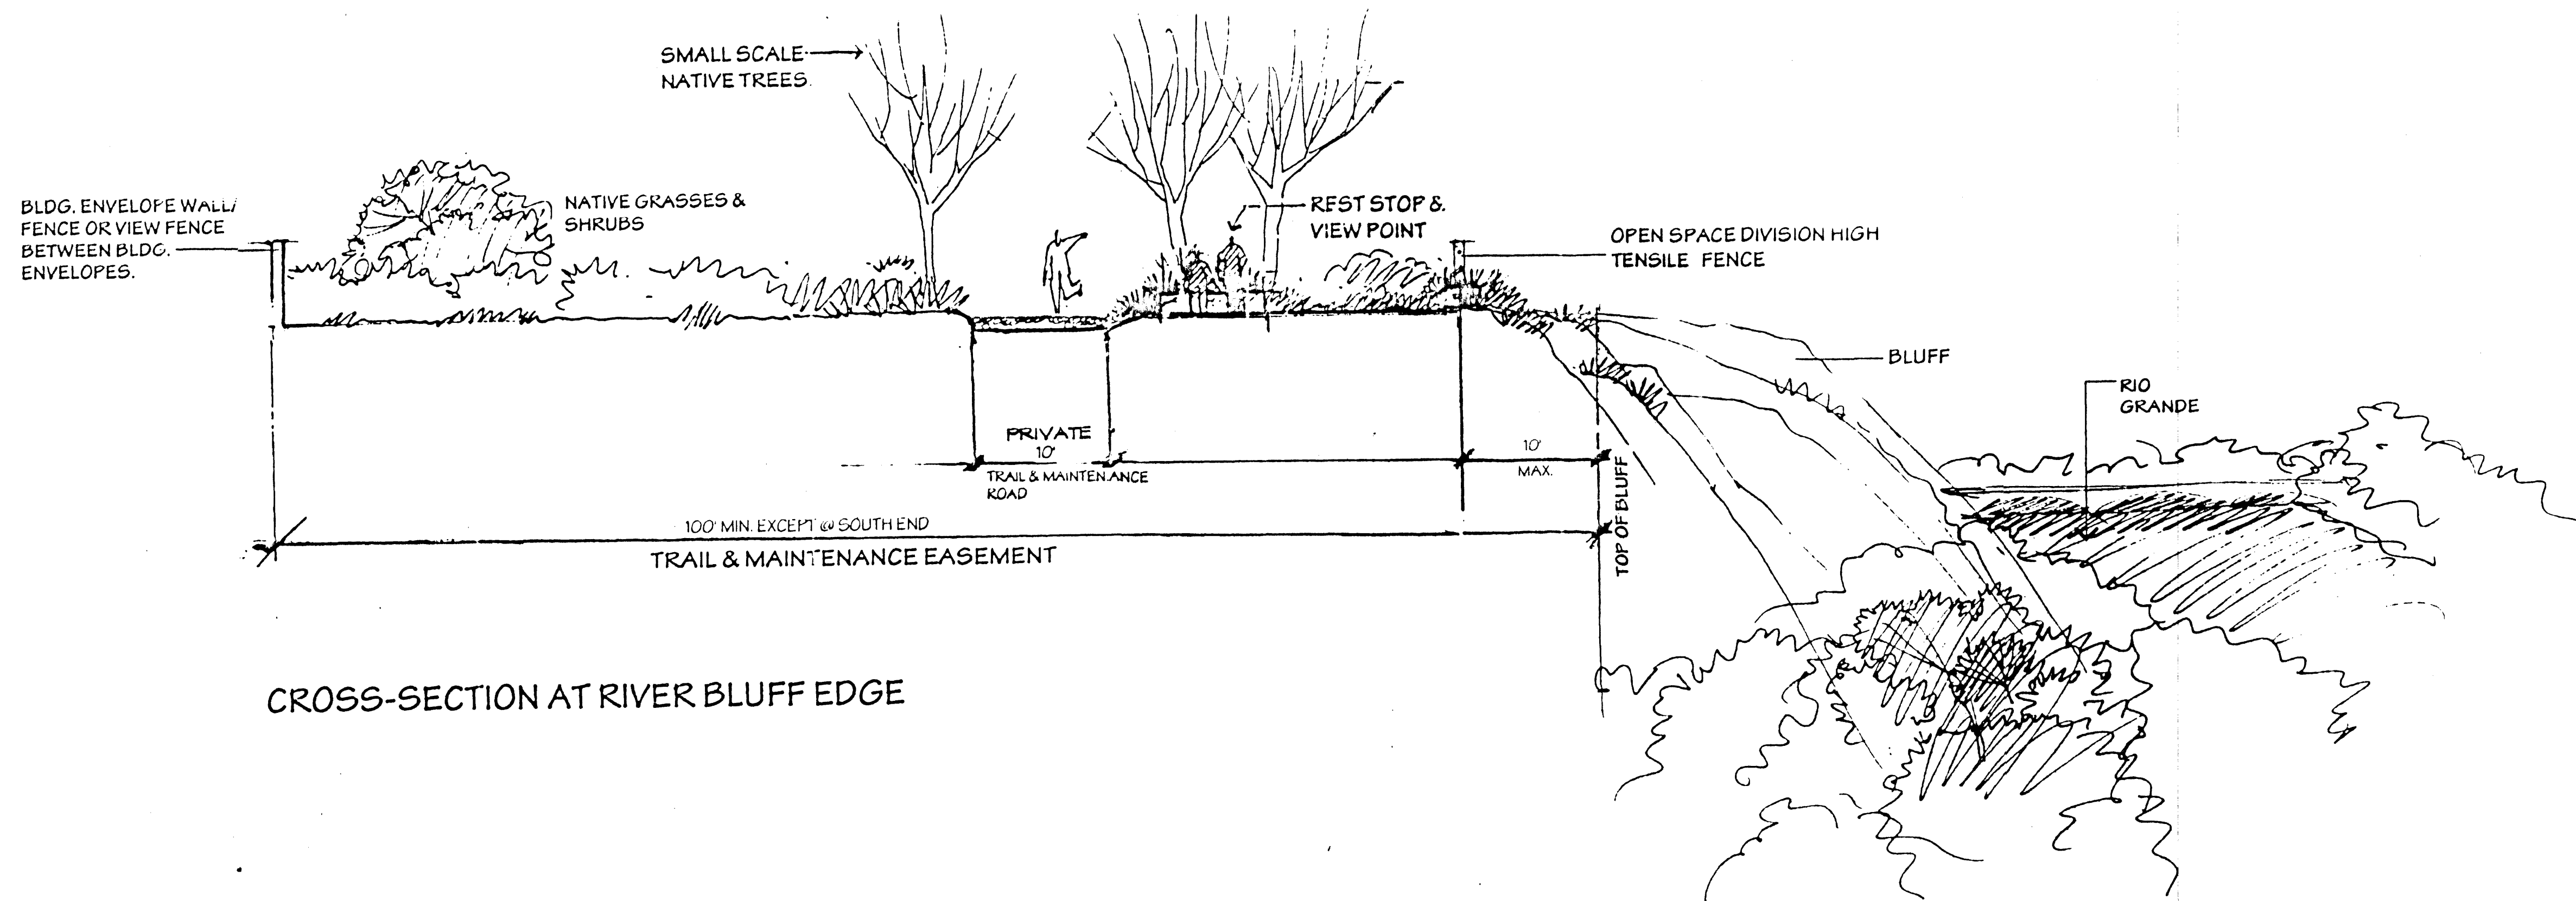 SMALL SCALE
NATIVE TREES
BLDG. ENVELOPE WALL/
FENCE OR VIEW FENCE
BETWEEN BLDG.
ENVELOPES.
NATIVE GRASSES &
SHRUBS
REST STOP &
VIEW POINT
OPEN SPACE DIVISION HIGH
TENSILE FENCE
BLUFF
RIO
GRANDE
PRIVATE
10'
TRAIL & MAINTENANCE
ROAD
10'
MAX.
TOP OF BLUFF
100' MIN. EXCEPT @ SOUTH END
TRAIL & MAINTENANCE EASEMENT
CROSS-SECTION AT RIVER BLUFF EDGE